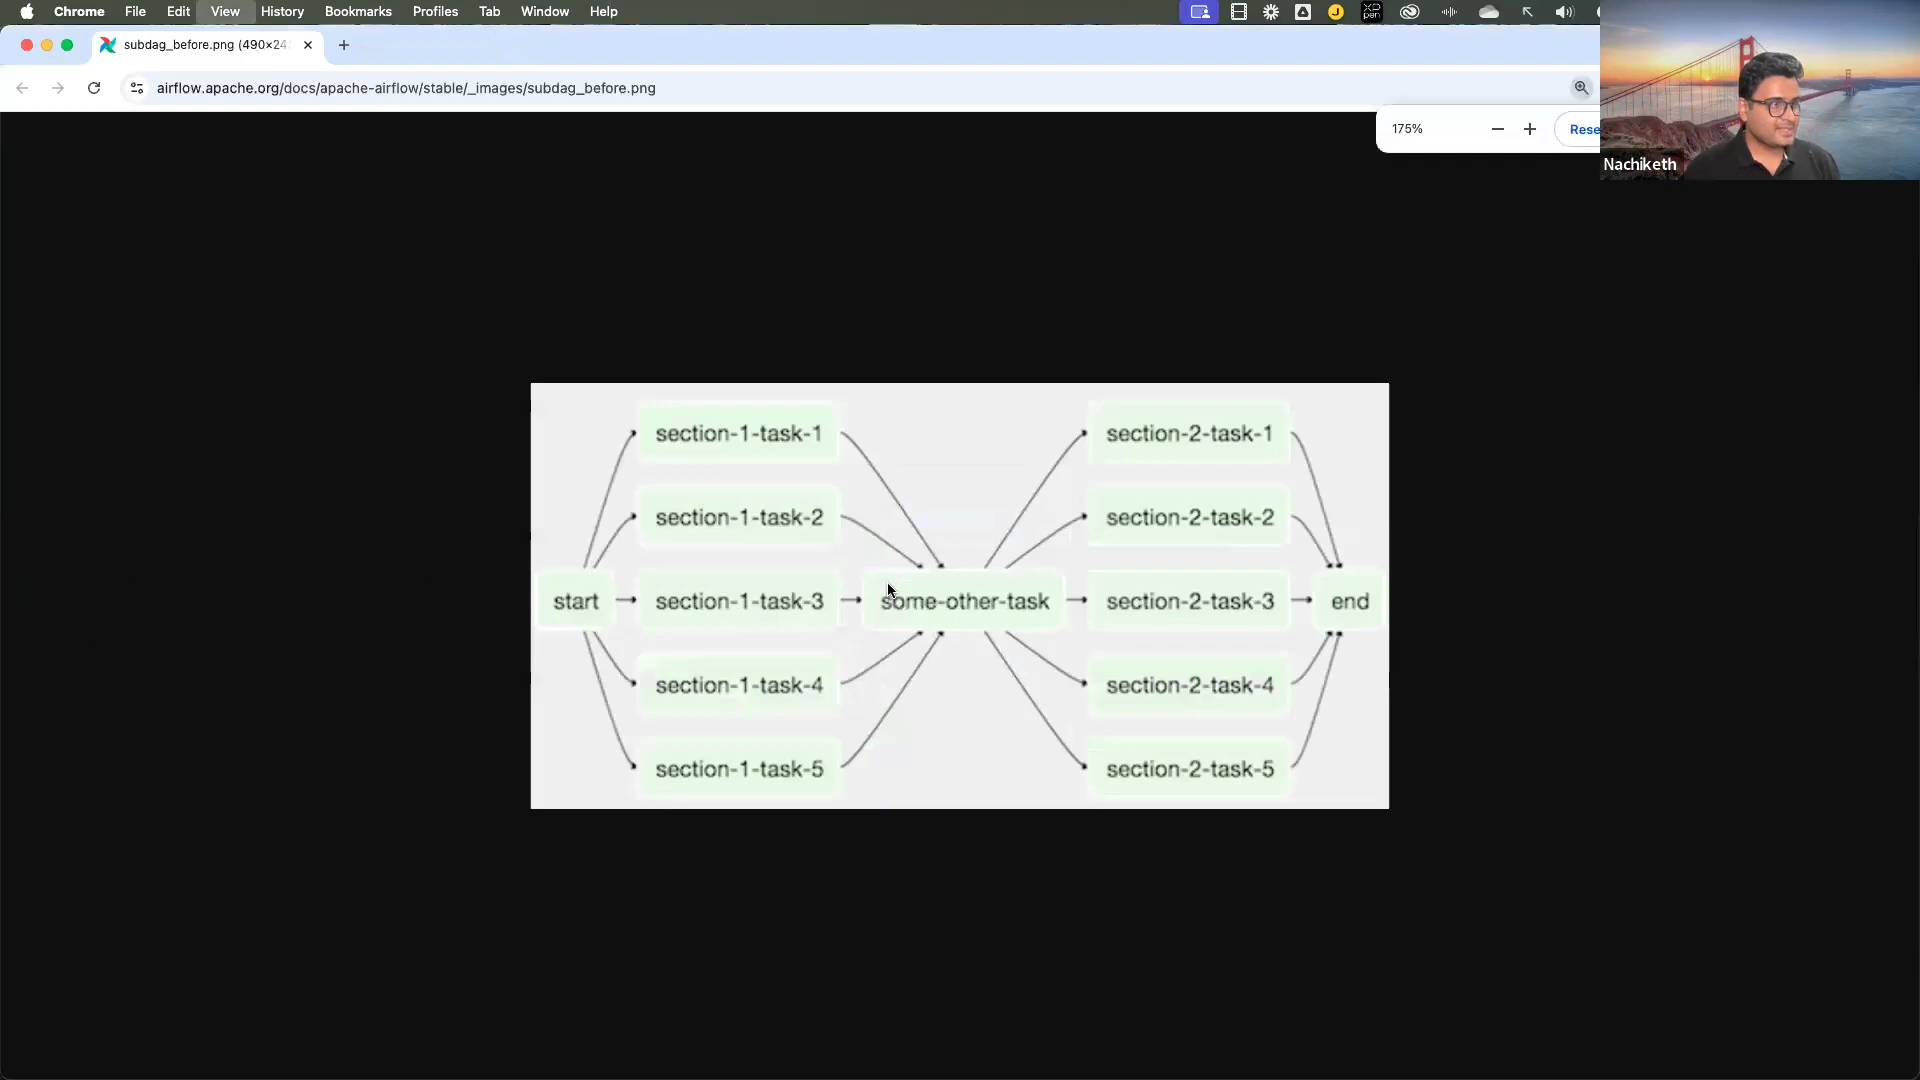 Chrome File Edit View History Bookmarks Profiles Tab Window Help
subdag_before.png (490×24
airflow.apache.org/docs/apache-airflow/stable/_images/subdag_before.png
175%
Rese
Nachiketh
section-1-task-1
section-2-task-1
section-1-task-2
section-2-task-2
start
section-1-task-3
some-other-task
section-2-task-3
end
section-1-task-4
section-2-task-4
section-1-task-5
section-2-task-5